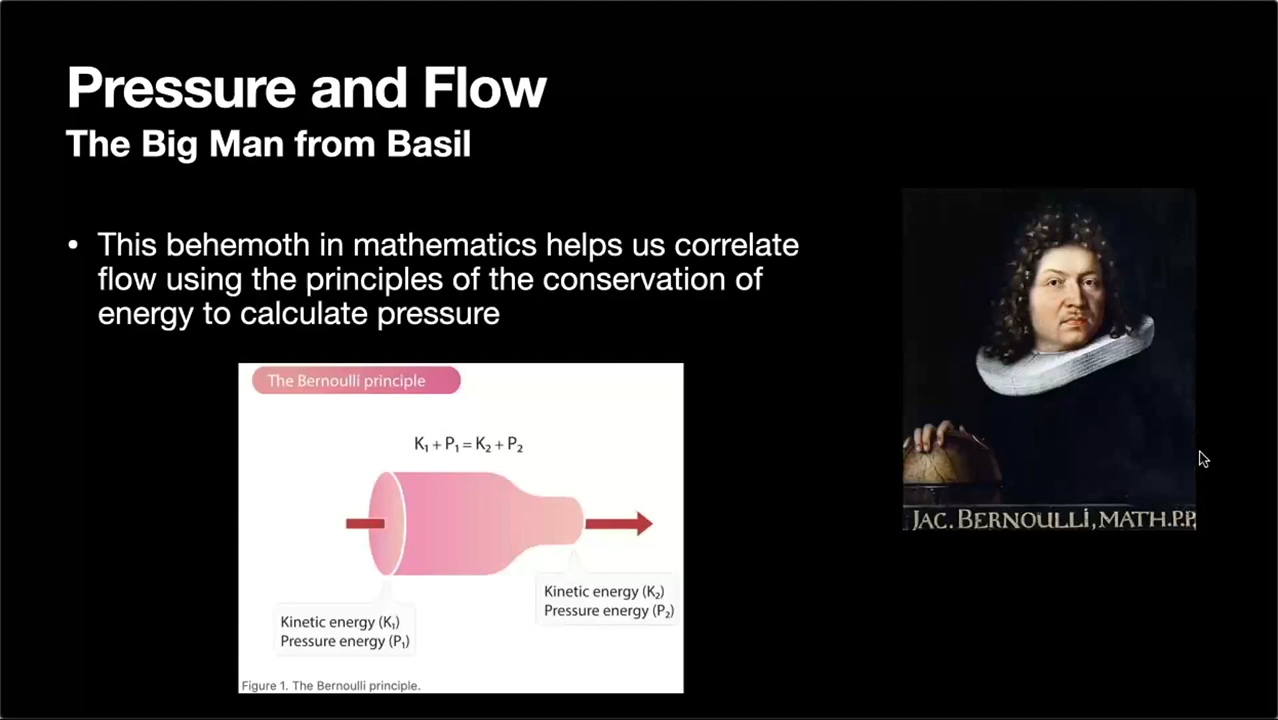 Pressure and Flow
The Big Man from Basil
• This behemoth in mathematics helps us correlate
flow using the principles of the conservation of
energy to calculate pressure
The Bernoulli principle
K₁ + P₁ = K₂ + P₂
Kinetic energy (K₂)
Pressure energy (P₂)
Kinetic energy (K₁)
Pressure energy (P₁)
Figure 1. The Bernoulli principle.
JAC. BERNOULLI, MATH.P.P.